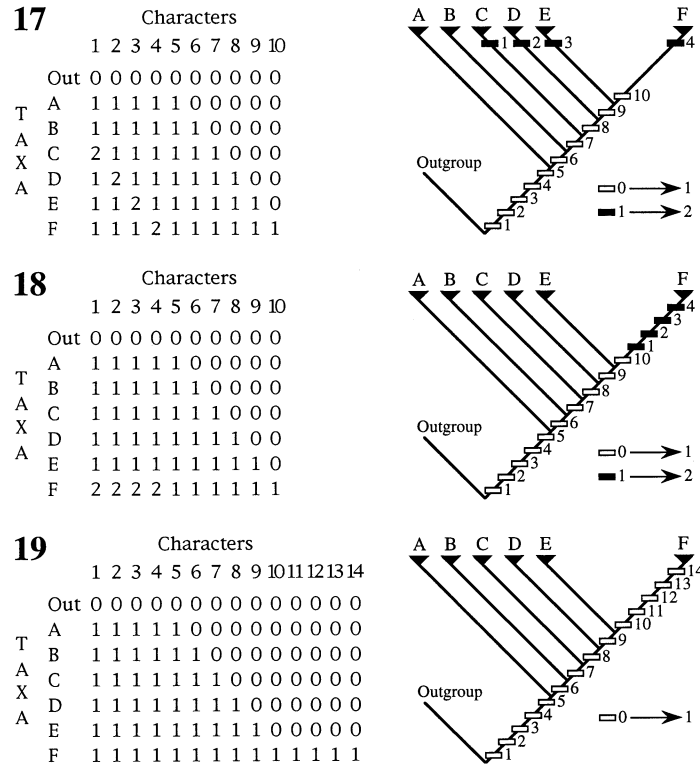 17
Characters
1 2 3 4 5 6 7 8 9 10
Out 0 0 0 0 0 0 0 0 0 0
A 1 1 1 1 1 0 0 0 0 0
B 1 1 1 1 1 1 0 0 0 0
C 2 1 1 1 1 1 1 0 0 0
D 1 2 1 1 1 1 1 1 0 0
E 1 1 2 1 1 1 1 1 1 0
F 1 1 1 2 1 1 1 1 1 1
T
A
X
A
A B C D E F
1 2 3 4
10
9
8
7
6
5
4
3
2
1
Outgroup
0 1
1 2
18
Characters
1 2 3 4 5 6 7 8 9 10
Out 0 0 0 0 0 0 0 0 0 0
A 1 1 1 1 1 0 0 0 0 0
B 1 1 1 1 1 1 0 0 0 0
C 1 1 1 1 1 1 1 0 0 0
D 1 1 1 1 1 1 1 1 0 0
E 1 1 1 1 1 1 1 1 1 0
F 2 2 2 2 1 1 1 1 1 1
T
A
X
A
A B C D E F
4
3
2
1
10
9
8
7
6
5
4
3
2
1
Outgroup
0 1
1 2
19
Characters
1 2 3 4 5 6 7 8 9 10 11 12 13 14
Out 0 0 0 0 0 0 0 0 0 0 0 0 0 0
A 1 1 1 1 1 0 0 0 0 0 0 0 0 0
B 1 1 1 1 1 1 0 0 0 0 0 0 0 0
C 1 1 1 1 1 1 1 0 0 0 0 0 0 0
D 1 1 1 1 1 1 1 1 0 0 0 0 0 0
E 1 1 1 1 1 1 1 1 1 0 0 0 0 0
F 1 1 1 1 1 1 1 1 1 1 1 1 1 1
T
A
X
A
A B C D E F
14
13
12
11
10
9
8
7
6
5
4
3
2
1
Outgroup
0 1